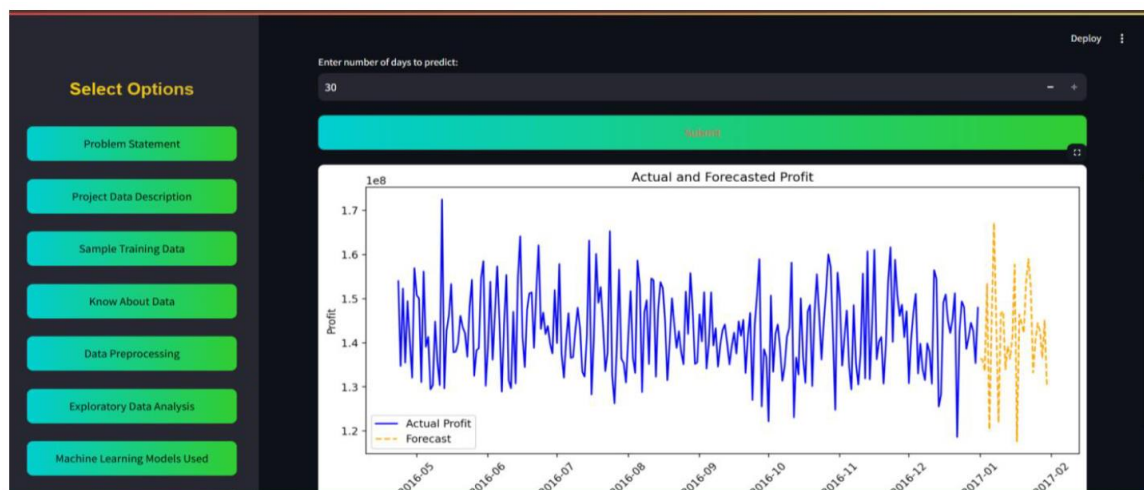 Deploy
Select Options
Problem Statement
Project Data Description
Sample Training Data
Know About Data
Data Preprocessing
Exploratory Data Analysis
Machine Learning Models Used
Enter number of days to predict:
30
Submit
Actual and Forecasted Profit
1e8
1.7
1.6
1.5
1.4
1.3
1.2
Profit
Actual Profit
Forecast
2016-05
2016-06
2016-07
2016-08
2016-09
2016-10
2016-11
2016-12
2017-01
2017-02